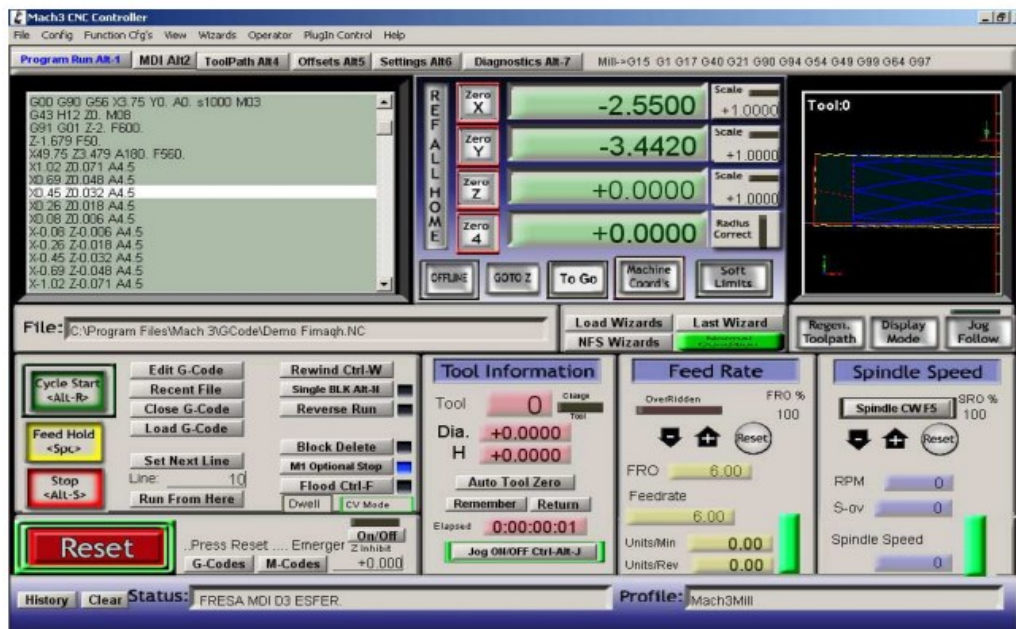 Mach3 CNC Controller
File Config Function Cfg's View Wizards Operator PlugIn Control Help
Program Run Alt-1 MDI Alt2 ToolPath Alt4 Offsets Alt5 Settings Alt6 Diagnostics Alt-7 Mill->G15 G1 G17 G40 G21 G90 G94 G54 G49 G99 G64 G97
G00 G90 G56 X3.75 Y0. A0. s1000 M03
G43 H12 Z0. M08
G91 G01 Z-2. F600.
Z-1.679 F50.
X49.75 Z3.479 A180. F560.
X1.02 Z0.071 A4.5
X0.69 Z0.048 A4.5
X0.45 Z0.032 A4.5
X0.26 Z0.018 A4.5
X0.08 Z0.006 A4.5
X-0.08 Z-0.006 A4.5
X-0.26 Z-0.018 A4.5
X-0.45 Z-0.032 A4.5
X-0.69 Z-0.048 A4.5
X-1.02 Z-0.071 A4.5
REF ALL HOME
Zero X -2.5500 Scale +1.0000
Zero Y -3.4420 Scale +1.0000
Zero Z +0.0000 Scale +1.0000
Zero 4 +0.0000 Radius Correct
OFFLINE GOTO Z To Go Machine Coord's Soft Limits
Tool:0
File: C:\Program Files\Mach 3\GCode\Demo Fimaqh.NC
Load Wizards Last Wizard
NFS Wizards Normal Condition
Regen. Toolpath Display Mode Jog Follow
Cycle Start <Alt-R>
Feed Hold <Spc>
Stop <Alt-S>
Edit G-Code
Recent File
Close G-Code
Load G-Code
Set Next Line
Line: 10
Run From Here
Rewind Ctrl-W
Single BLK Alt-N
Reverse Run
Block Delete
M1 Optional Stop
Flood Ctrl-F
Dwell CV Mode
Reset
..Press Reset .... Emerger
G-Codes M-Codes
On/Off
Z Inhibit
+0.000
Tool Information
Tool 0 Change Tool
Dia. +0.0000
H +0.0000
Auto Tool Zero
Remember Return
Elapsed 0:00:00:01
Jog ON/OFF Ctrl-Alt-J
Feed Rate
OverRidden FRO %
100
Reset
FRO 6.00
Feedrate
6.00
Units/Min 0.00
Units/Rev 0.00
Spindle Speed
Spindle CW F5 SRO %
100
Reset
RPM 0
S-ov 0
Spindle Speed
0
History Clear Status: FRESA MDI D3 ESFER. Profile: Mach3Mill